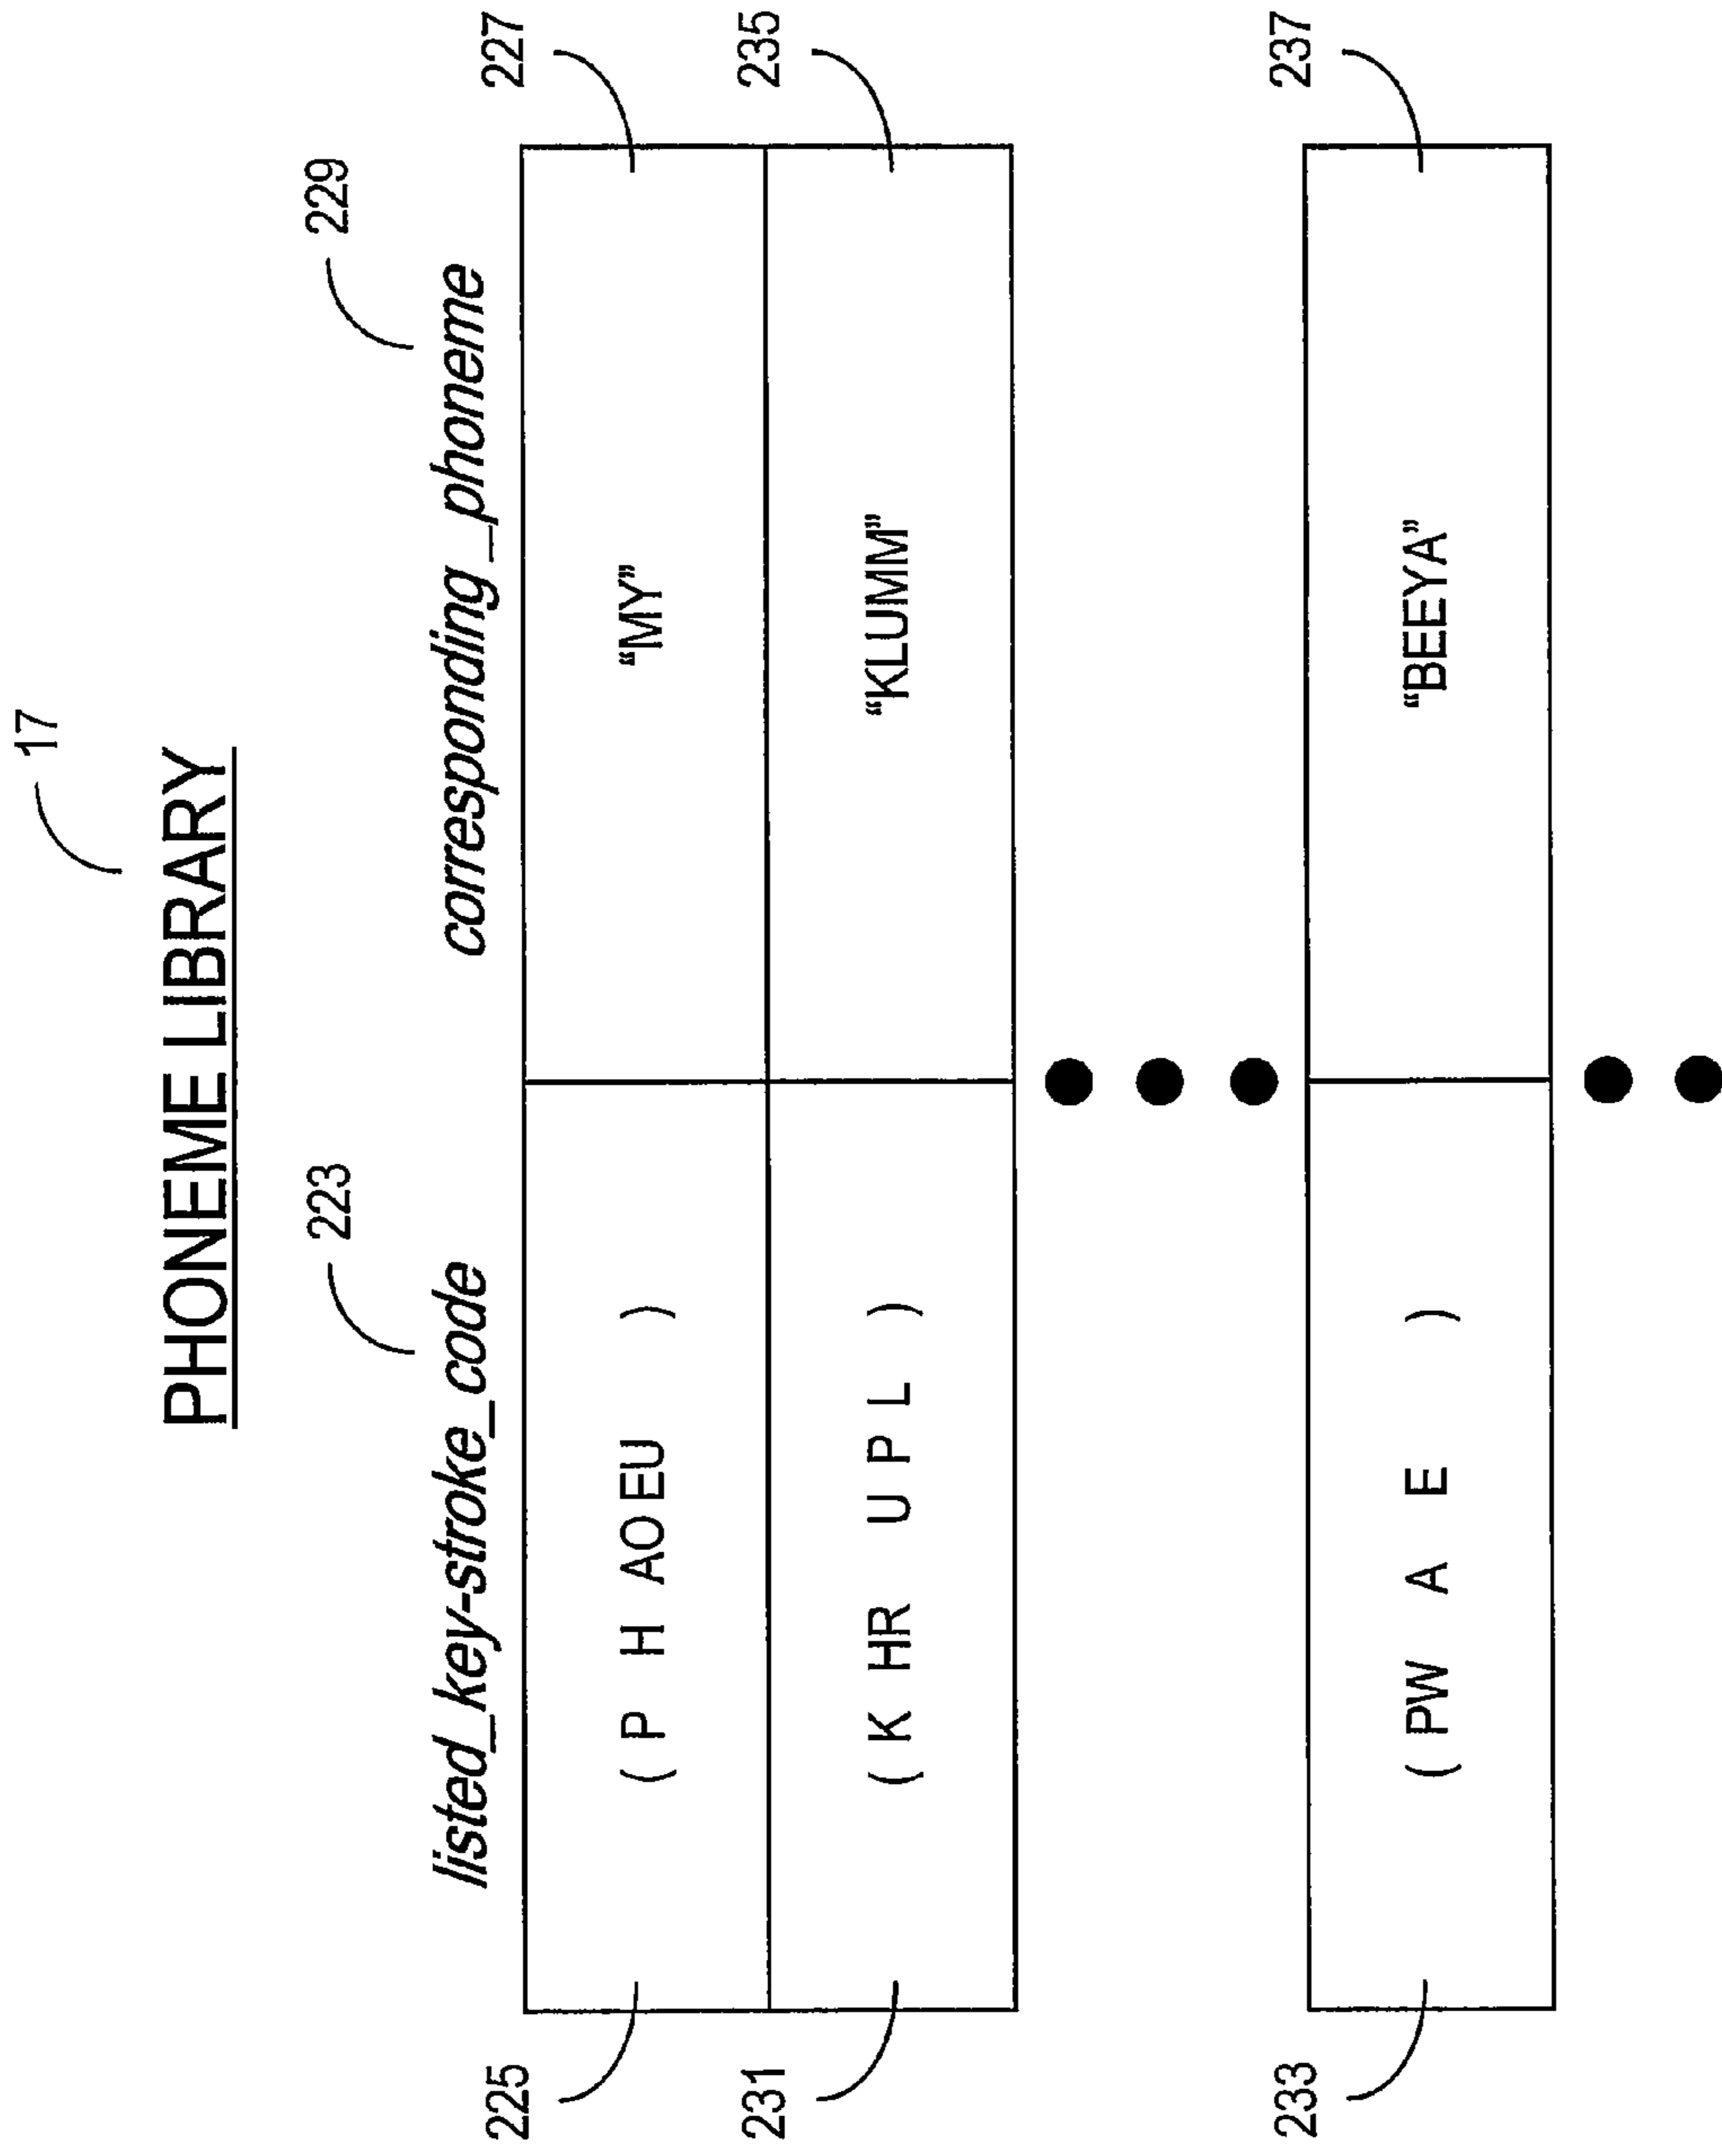 17
PHONEME LIBRARY
223 229
listed_key-stroke_code corresponding_phoneme
225 ( P H AOEU ) "MY" 227
231 ( K HR U P L ) "KLUMM" 235
233 ( PW A E ) "BEEYA" 237